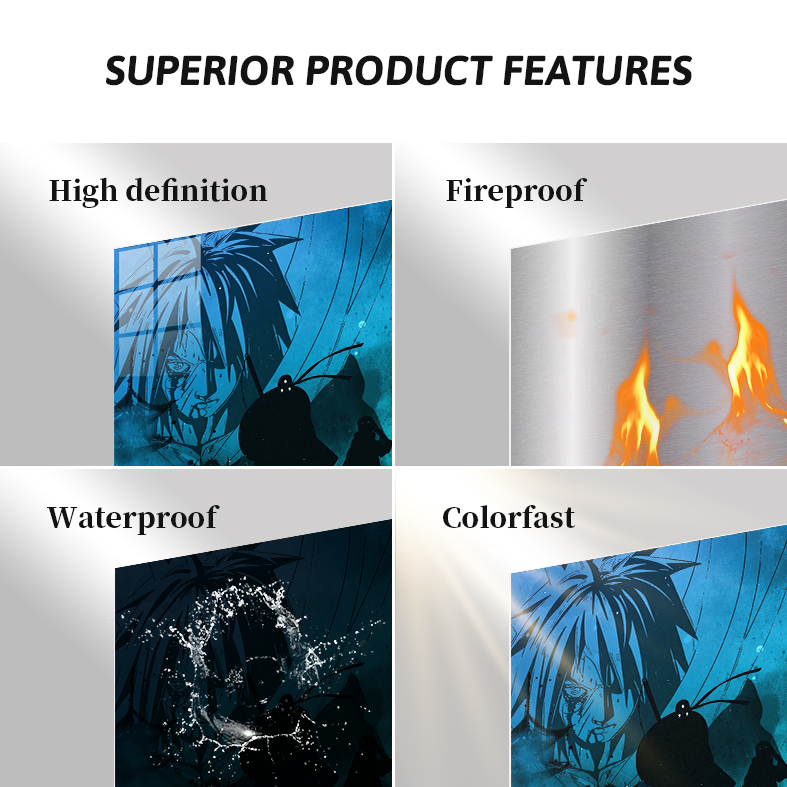 SUPERIOR PRODUCT FEATURES
High definition
Fireproof
Waterproof
Colorfast